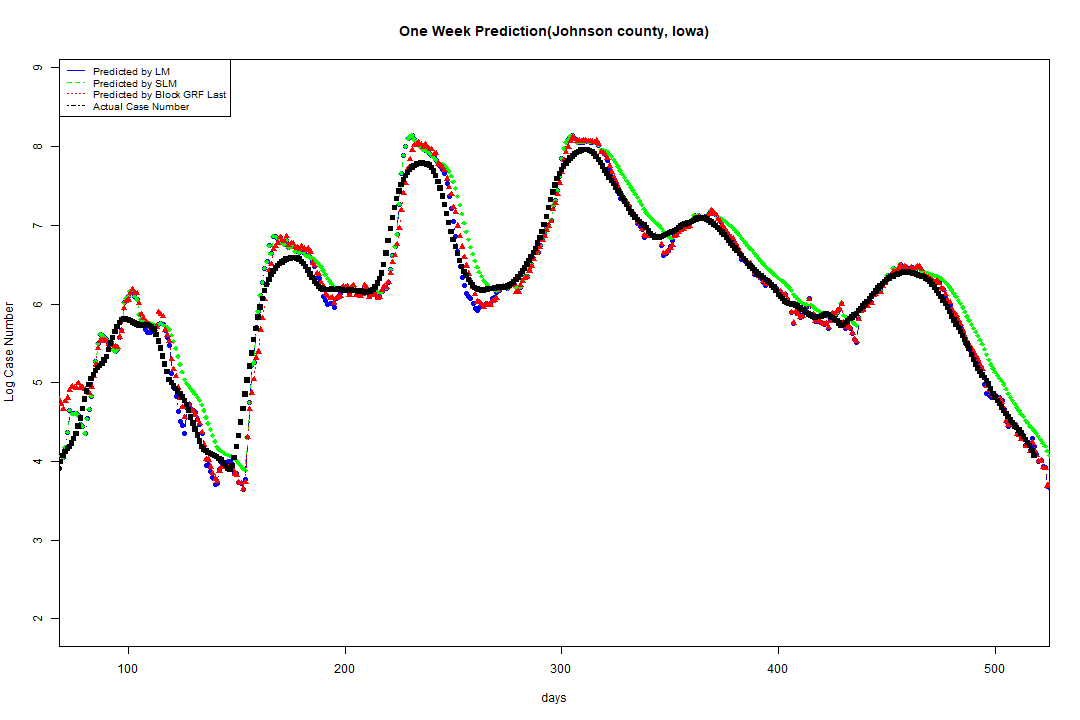 One Week Prediction(Johnson county, Iowa)
Predicted by LM
Predicted by SLM
Predicted by Block GRF Last
Actual Case Number
9
8
7
6
5
4
3
2
Log Case Number
100 200 300 400 500
days